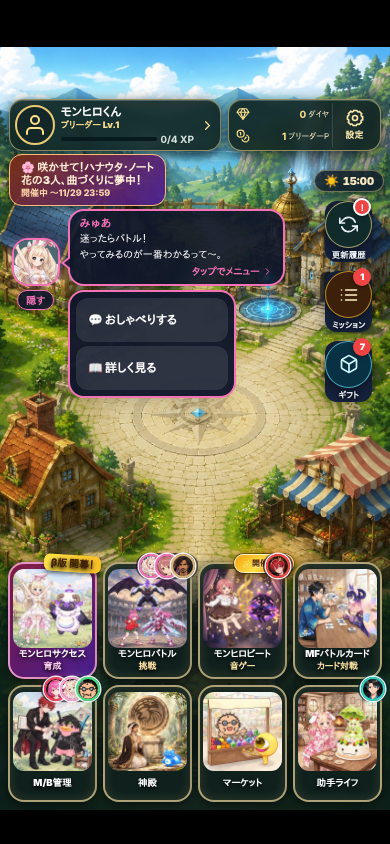 モンヒロくん
ブリーダー Lv.1
0/4 XP
0 ダイヤ
1 ブリーダーP
設定
🌸 咲かせて!ハナウタ・ノート
花の3人、曲づくりに夢中!
開催中 〜11/29 23:59
☀️ 15:00
みゅあ
迷ったらバトル!
やってみるのが一番わかるって〜。
タップでメニュー
隠す
💬 おしゃべりする
📖 詳しく見る
!
更新履歴
1
ミッション
7
ギフト
β版 開幕!
モンヒロサクセス
育成
モンヒロバトル
挑戦
モンヒロビート
音ゲー
MFバトルカード
カード対戦
M/B管理
神殿
マーケット
助手ライフ